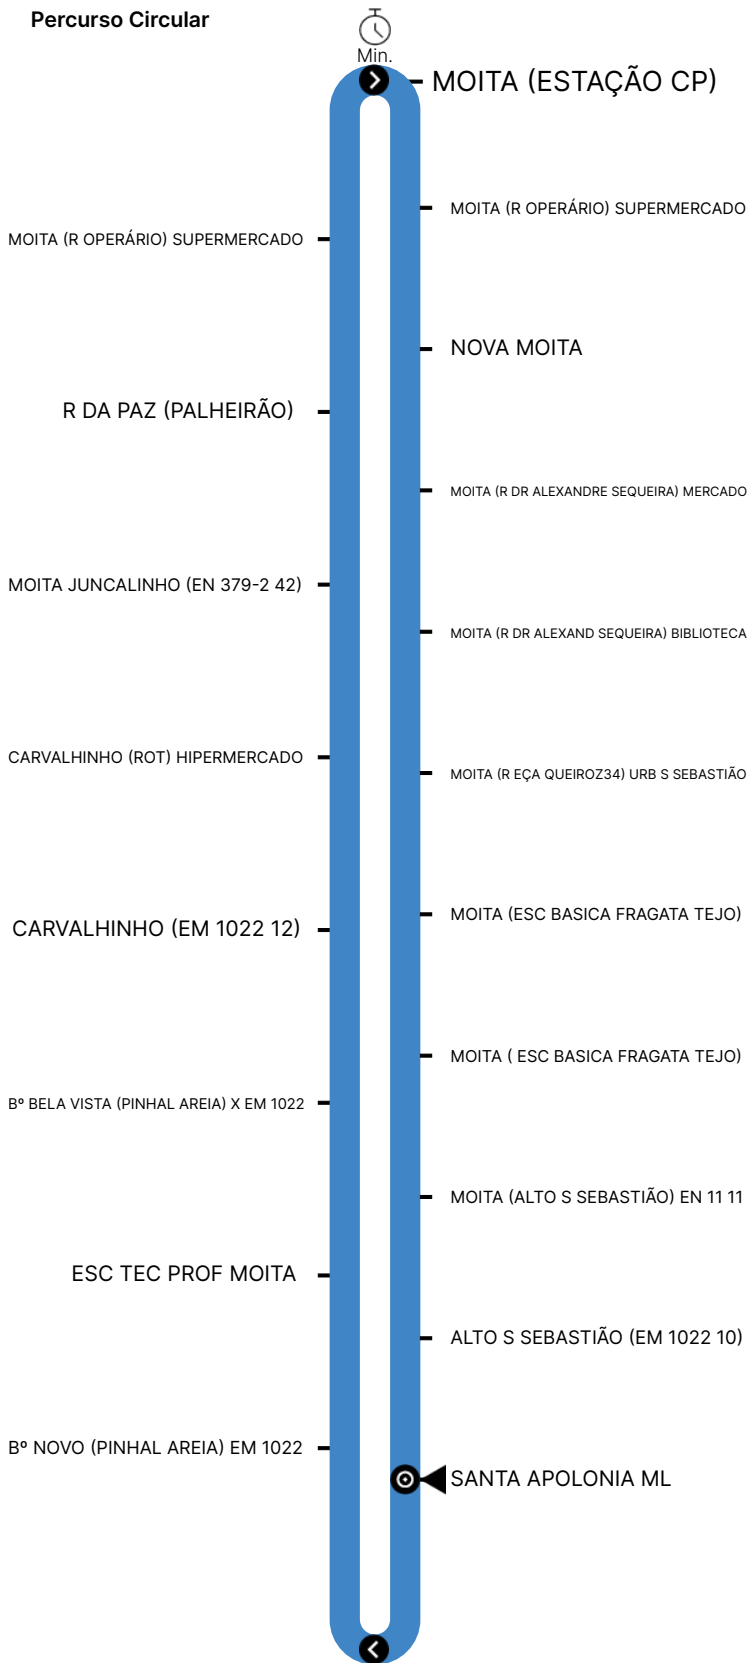 Percurso Circular
Min.
MOITA (ESTAÇÃO CP)
MOITA (R OPERÁRIO) SUPERMERCADO
NOVA MOITA
MOITA (R DR ALEXANDRE SEQUEIRA) MERCADO
MOITA (R DR ALEXAND SEQUEIRA) BIBLIOTECA
MOITA (R EÇA QUEIROZ34) URB S SEBASTIÃO
MOITA (ESC BASICA FRAGATA TEJO)
MOITA ( ESC BASICA FRAGATA TEJO)
MOITA (ALTO S SEBASTIÃO) EN 11 11
ALTO S SEBASTIÃO (EM 1022 10)
SANTA APOLONIA ML
MOITA (R OPERÁRIO) SUPERMERCADO
R DA PAZ (PALHEIRÃO)
MOITA JUNCALINHO (EN 379-2 42)
CARVALHINHO (ROT) HIPERMERCADO
CARVALHINHO (EM 1022 12)
Bº BELA VISTA (PINHAL AREIA) X EM 1022
ESC TEC PROF MOITA
Bº NOVO (PINHAL AREIA) EM 1022